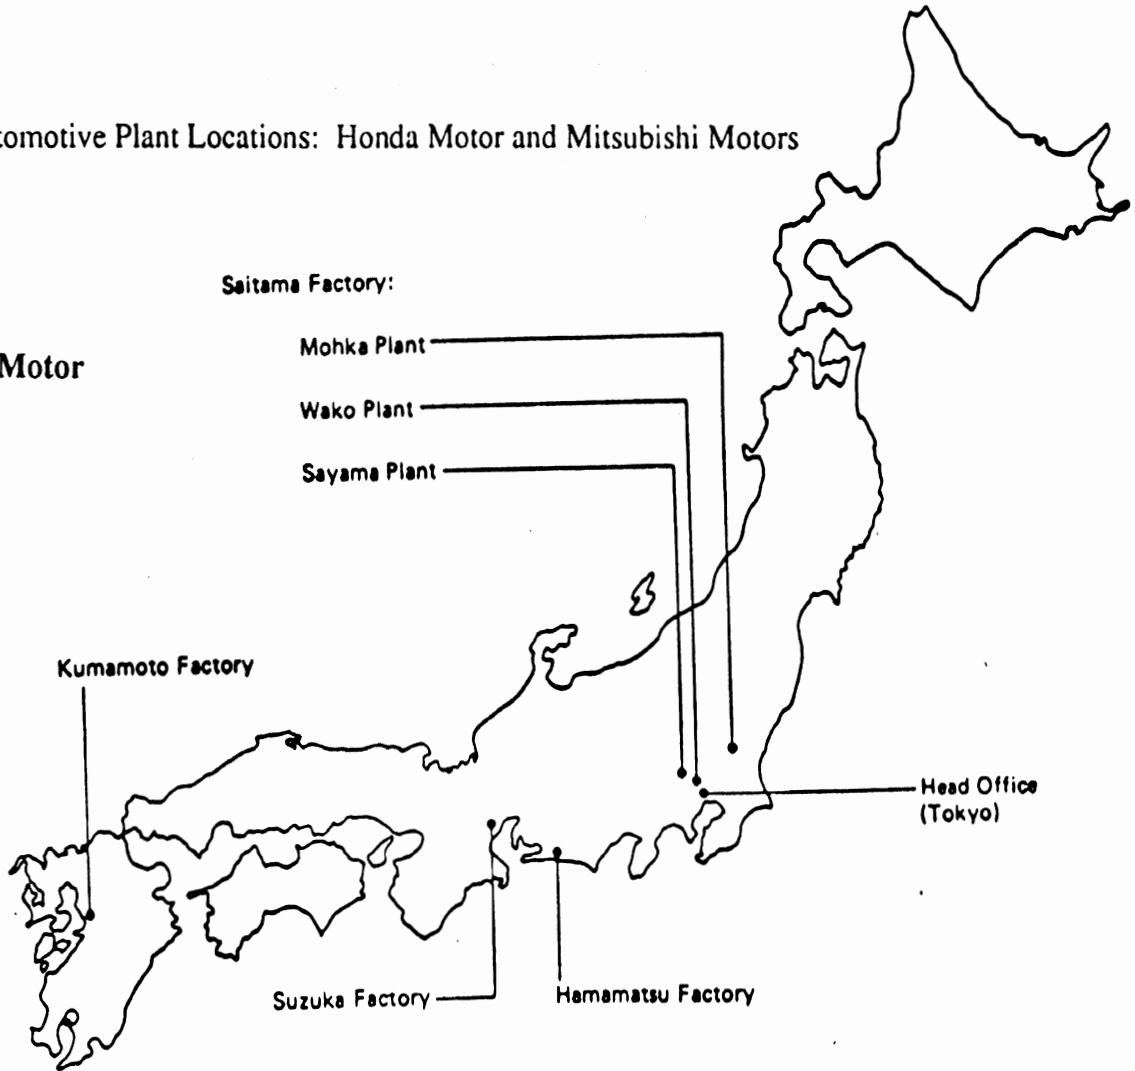 tomotive Plant Locations: Honda Motor and Mitsubishi Motors
Saitama Factory:
Mohka Plant
Motor
Wako Plant
Sayama Plant
Kumamoto Factory
Head Office
(Tokyo)
Suzuka Factory
Hamamatsu Factory